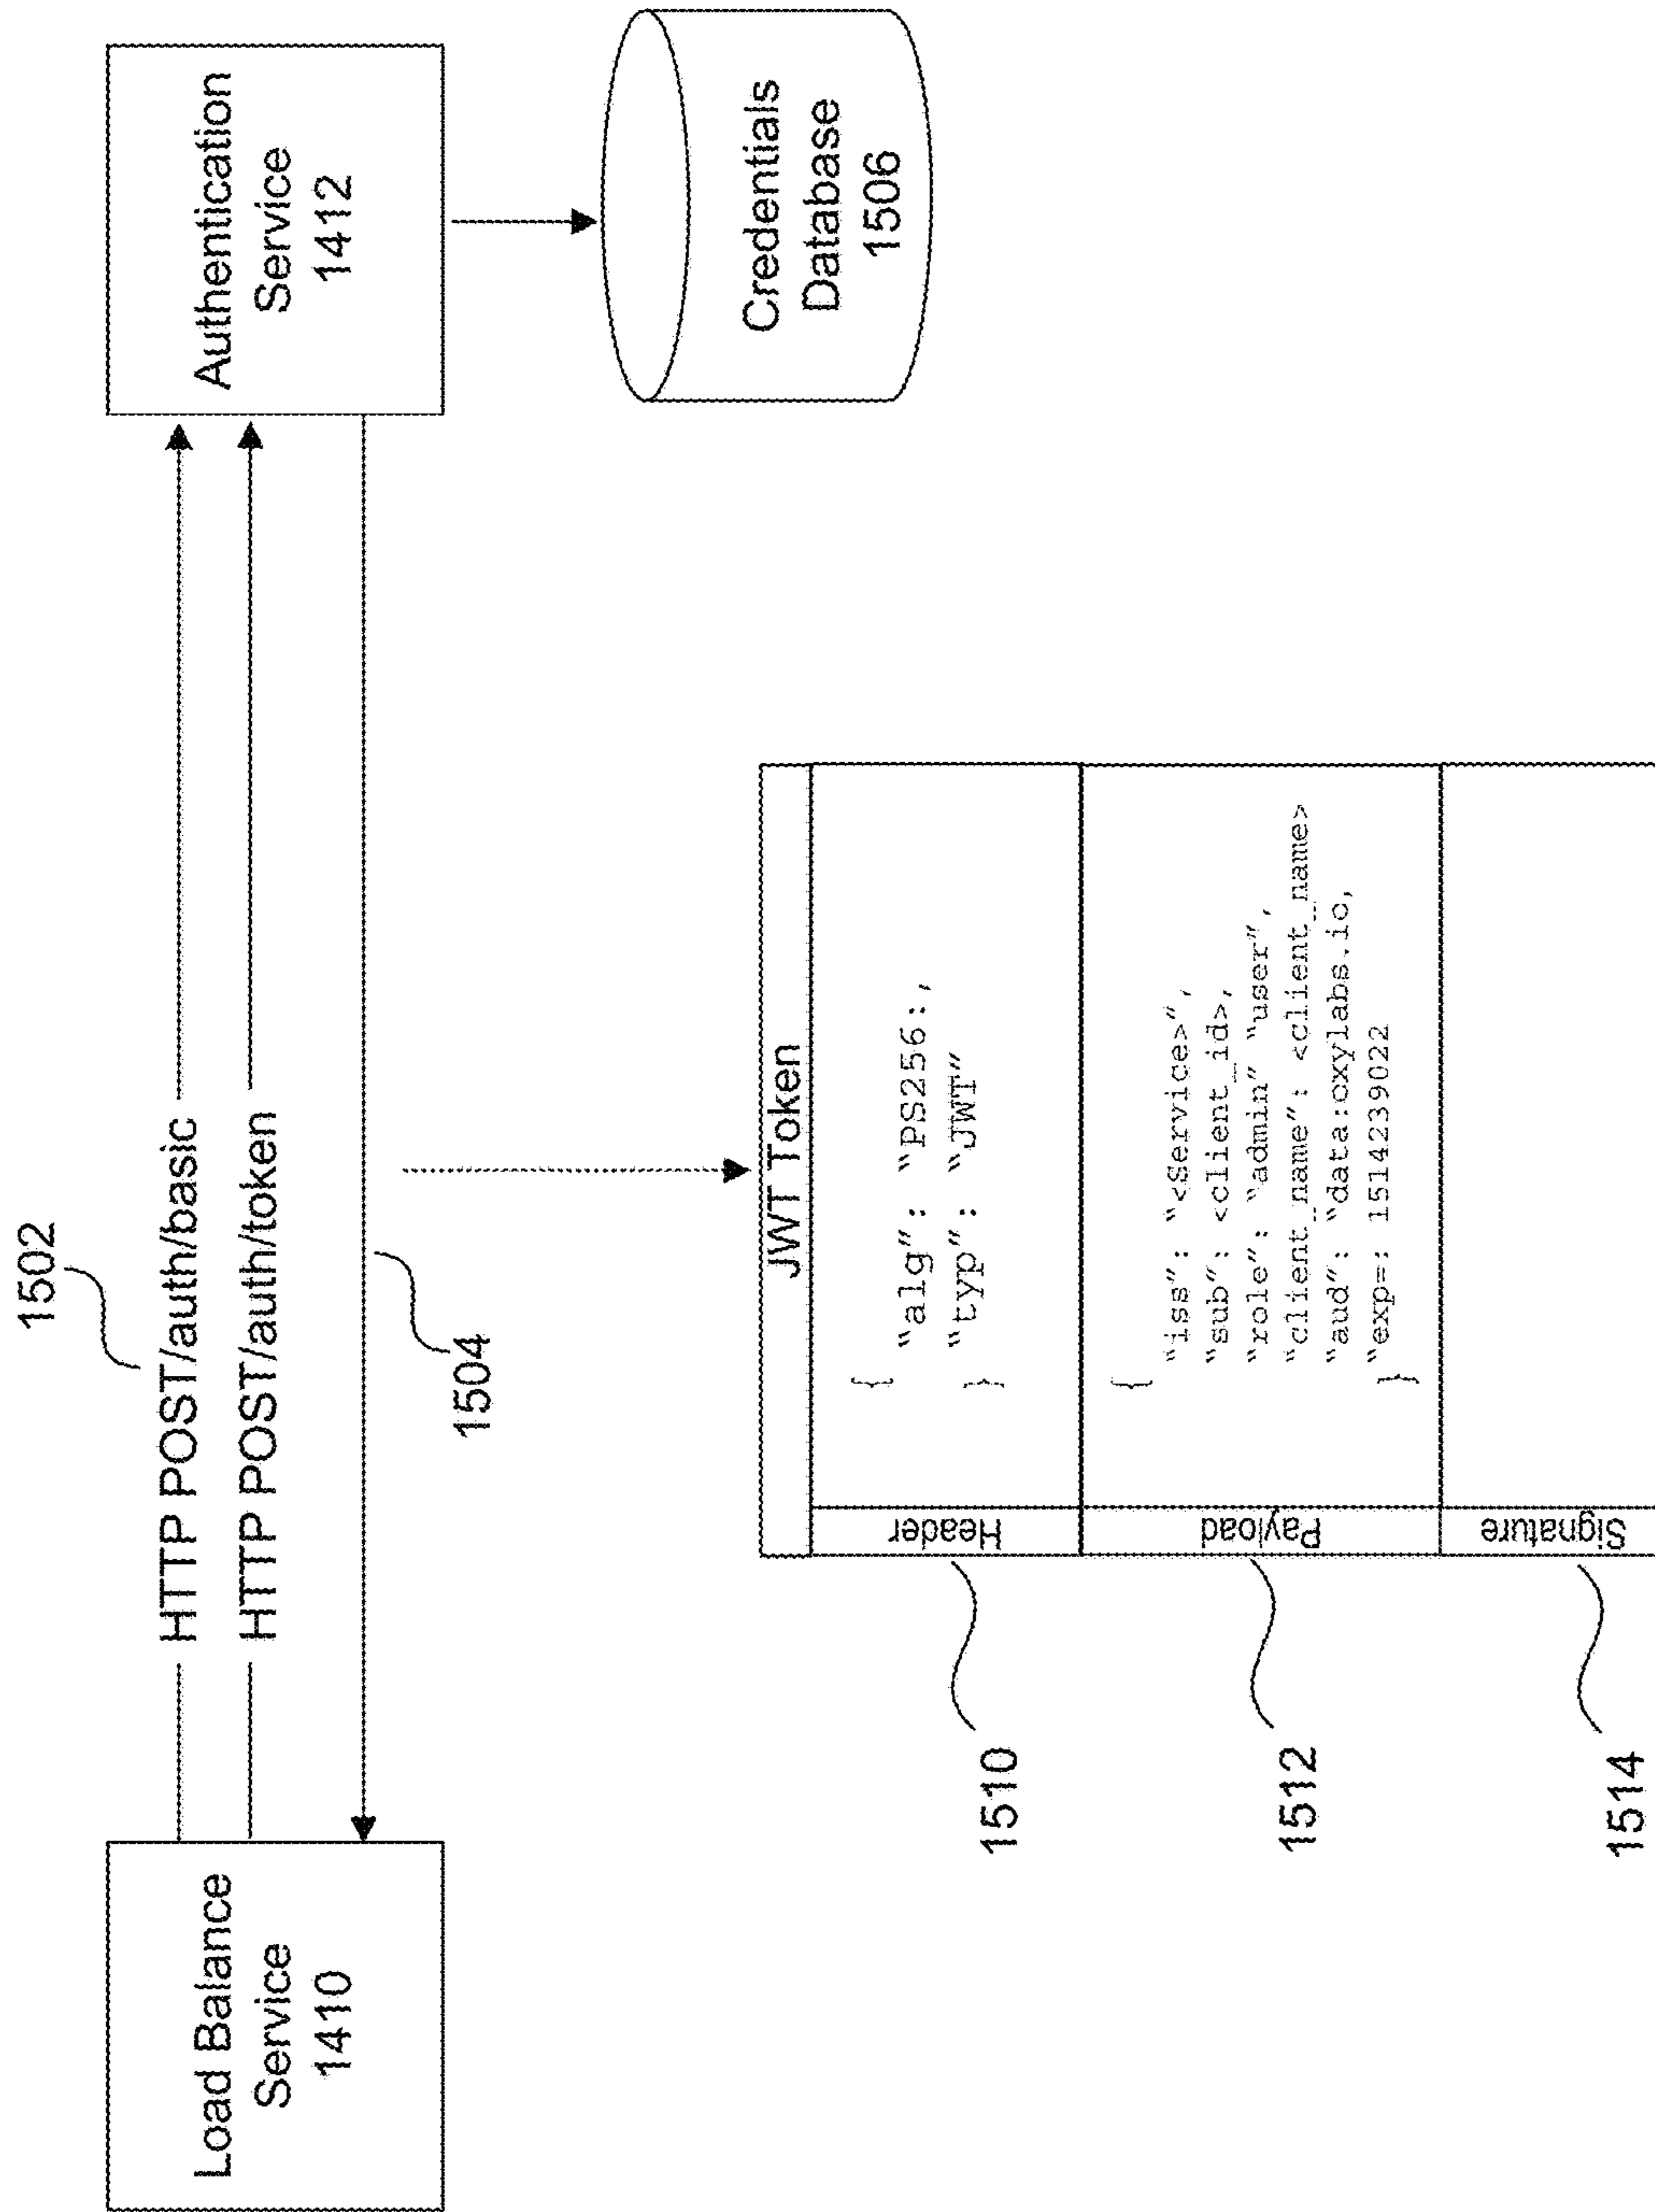 1502
HTTP POST/auth/basic
HTTP POST/auth/token
1504
Load Balance
Service
1410
Authentication
Service
1412
Credentials
Database
1506
JWT Token
1510
Header
{
“alg”: “PS256:,
“typ”: “JWT”
}
1512
Payload
{
“iss”: “<Service>”,
“sub”: <client_id>,
“role”: “admin” “user”,
“client_name”: <client_name>
“aud”: “data:oxylabs.io,
“exp=: 1514239022
}
1514
Signature